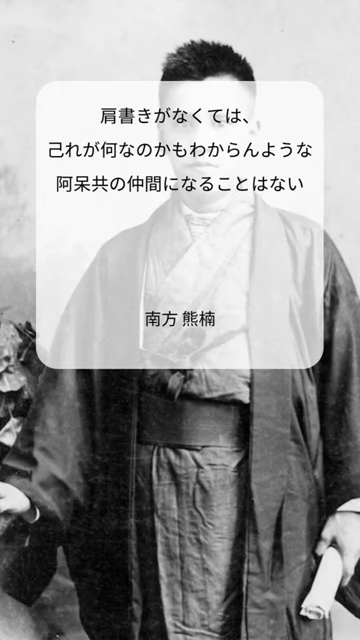 肩書きがなくては、
己れが何なのかもわからんような
阿呆共の仲間になることはない
南方 熊楠